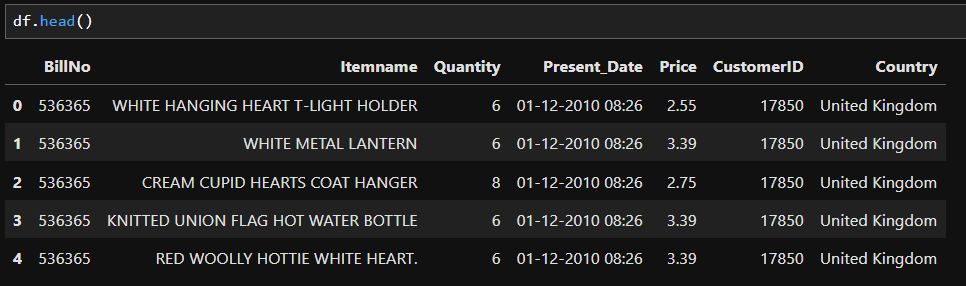 df.head()
BillNo Itemname Quantity Present_Date Price CustomerID Country
0 536365 WHITE HANGING HEART T-LIGHT HOLDER 6 01-12-2010 08:26 2.55 17850 United Kingdom
1 536365 WHITE METAL LANTERN 6 01-12-2010 08:26 3.39 17850 United Kingdom
2 536365 CREAM CUPID HEARTS COAT HANGER 8 01-12-2010 08:26 2.75 17850 United Kingdom
3 536365 KNITTED UNION FLAG HOT WATER BOTTLE 6 01-12-2010 08:26 3.39 17850 United Kingdom
4 536365 RED WOOLLY HOTTIE WHITE HEART. 6 01-12-2010 08:26 3.39 17850 United Kingdom